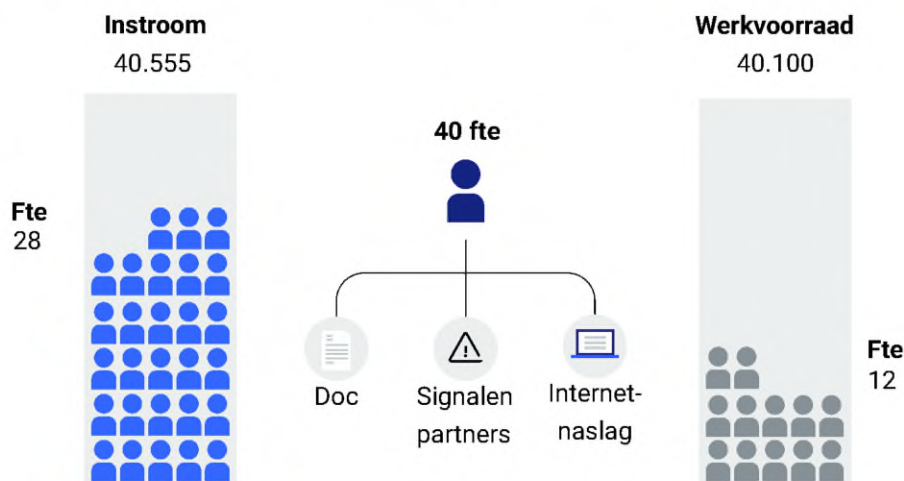 Instroom
40.555
Fte
28
40 fte
Doc
Signalen
partners
Internet-
naslag
Werkvoorraad
40.100
Fte
12